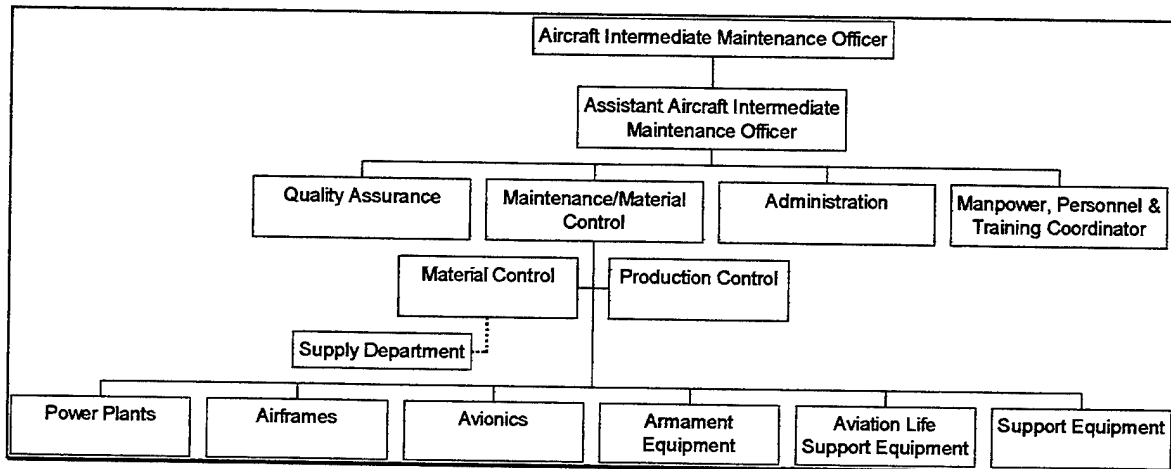 Aircraft Intermediate Maintenance Officer
Assistant Aircraft Intermediate
Maintenance Officer
Quality Assurance
Maintenance/Material
Control
Administration
Manpower, Personnel &
Training Coordinator
Material Control
Production Control
Supply Department
Power Plants
Airframes
Avionics
Armament
Equipment
Aviation Life
Support Equipment
Support Equipment